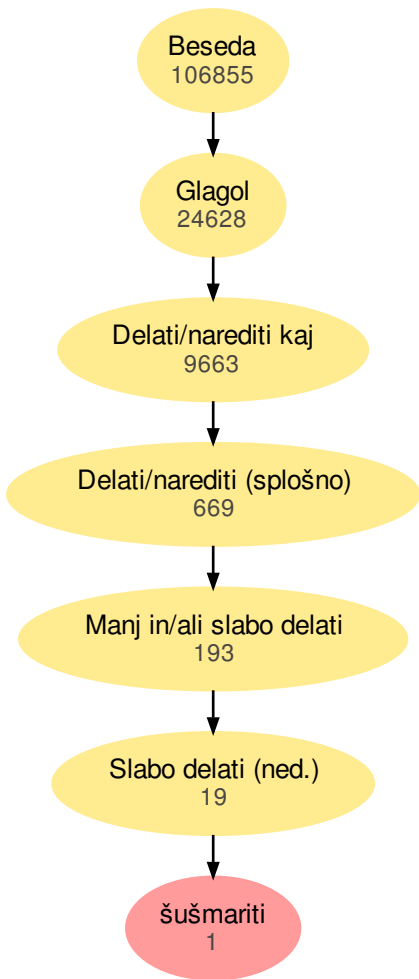 Beseda
106855
Glagol
24628
Delati/narediti kaj
9663
Delati/narediti (splošno)
669
Manj in/ali slabo delati
193
Slabo delati (ned.)
19
šušmariti
1